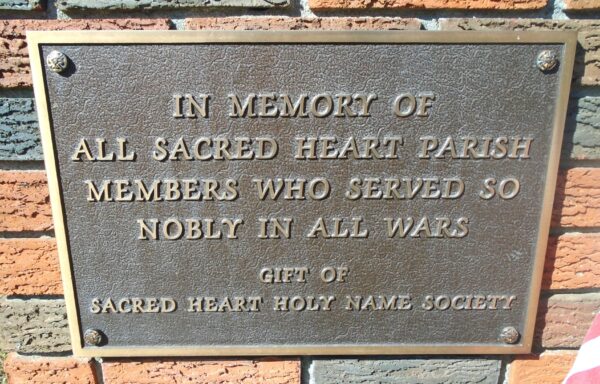 IN MEMORY OF
ALL SACRED HEART PARISH
MEMBERS WHO SERVED SO
NOBLY IN ALL WARS
GIFT OF
SACRED HEART HOLY NAME SOCIETY